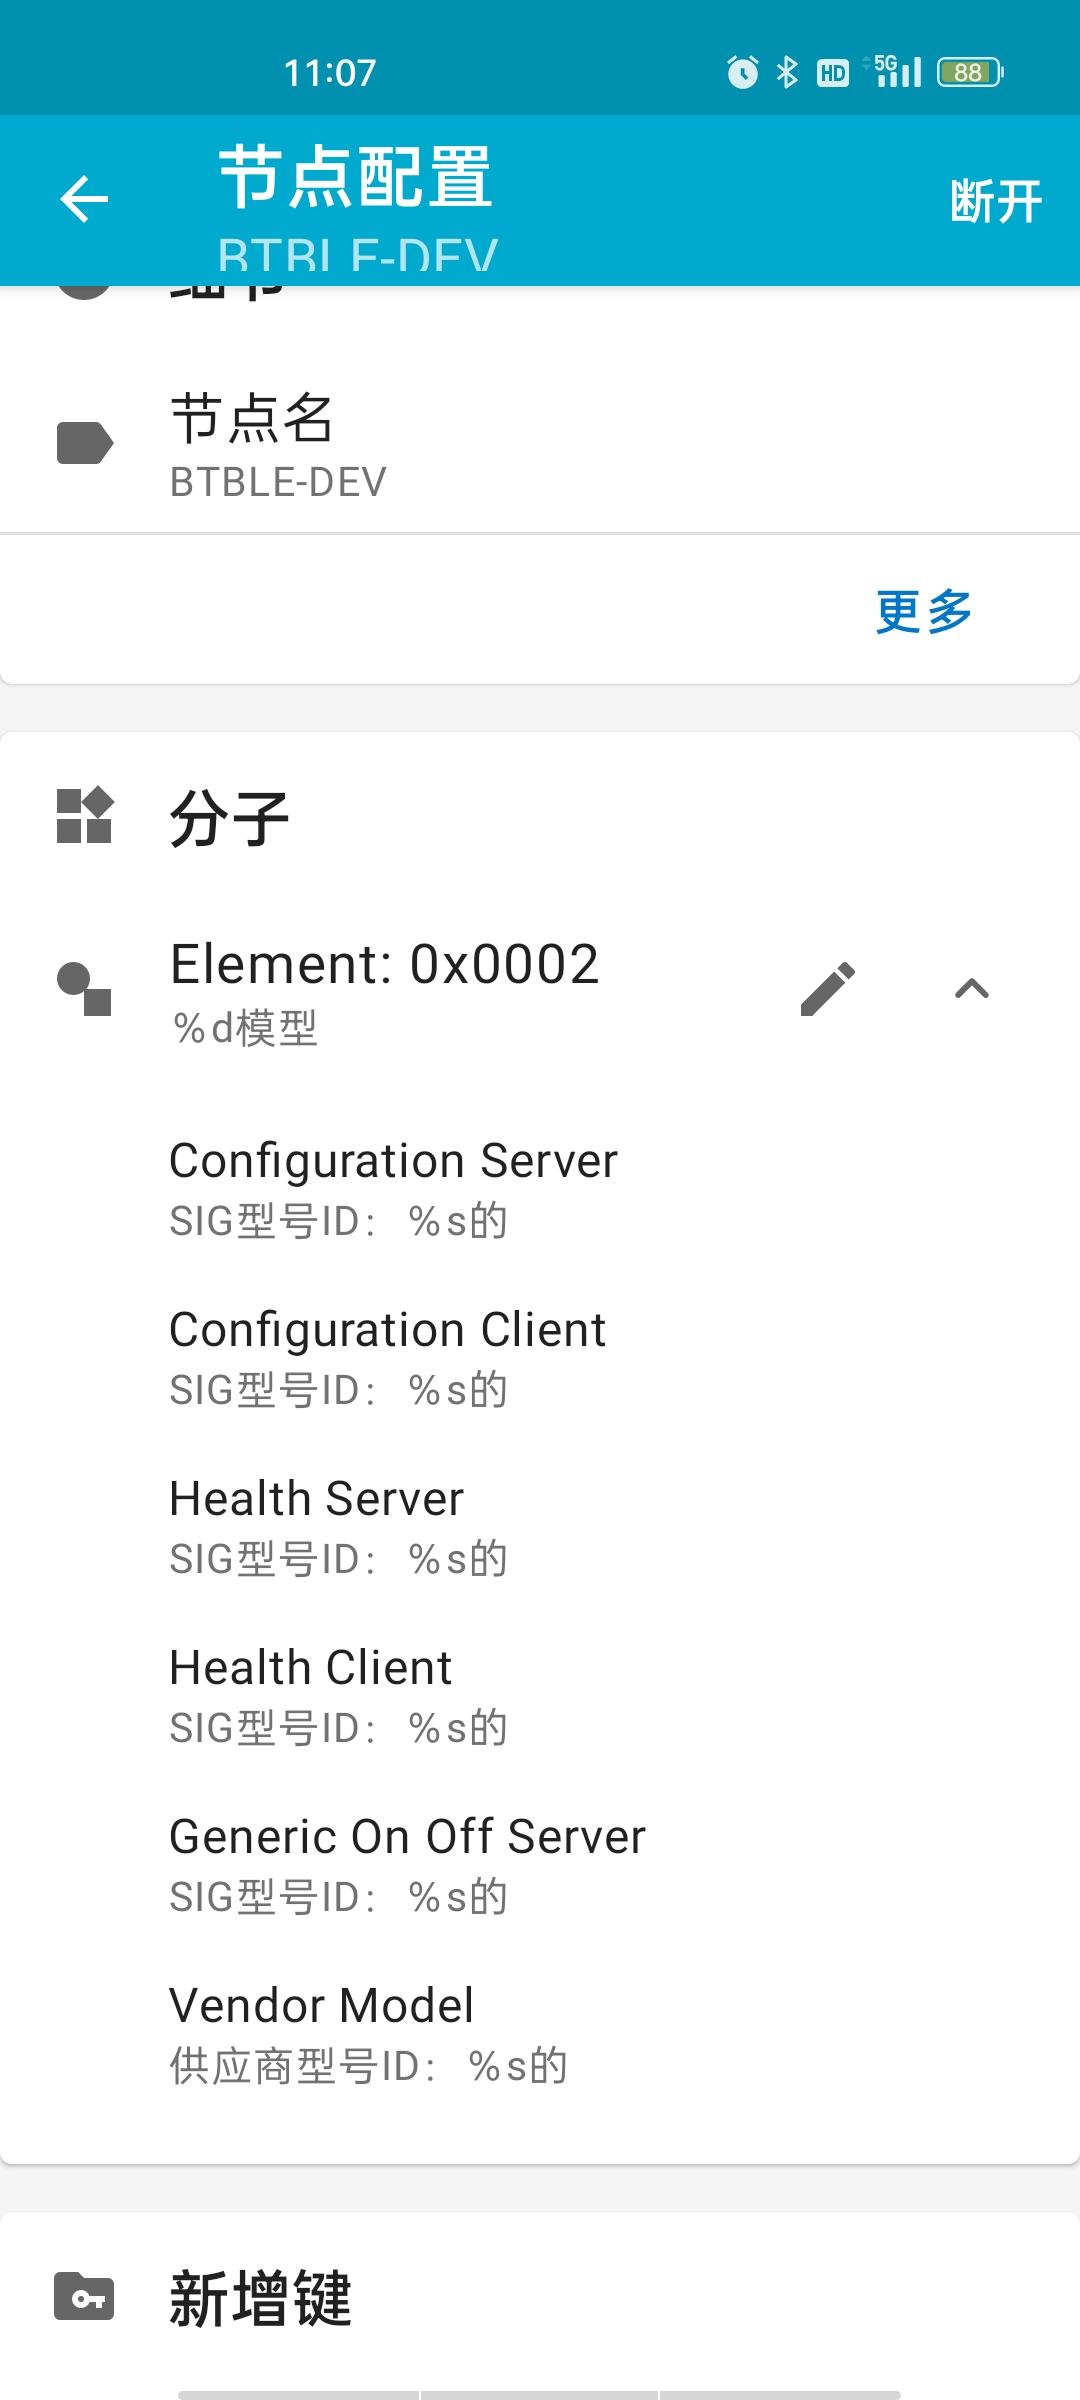 11:07
HD 5G 88
节点配置
断开
BTBLE-DEV
细节
节点名
BTBLE-DEV
更多
分子
Element: 0x0002
%d模型
Configuration Server
SIG型号ID： %s的
Configuration Client
SIG型号ID： %s的
Health Server
SIG型号ID： %s的
Health Client
SIG型号ID： %s的
Generic On Off Server
SIG型号ID： %s的
Vendor Model
供应商型号ID： %s的
新增键